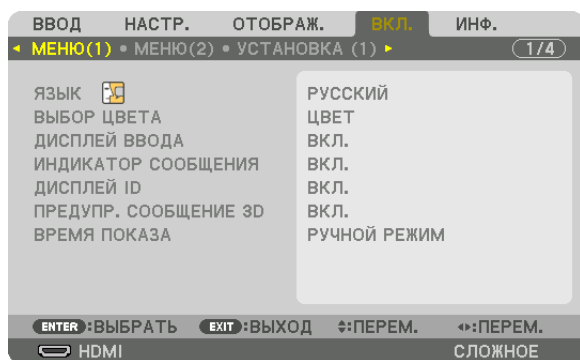 ВВОД НАСТР. ОТОБРАЖ. ВКЛ. ИНФ.
МЕНЮ(1) • МЕНЮ(2) • УСТАНОВКА (1) 1/4
ЯЗЫК РУССКИЙ
ВЫБОР ЦВЕТА ЦВЕТ
ДИСПЛЕЙ ВВОДА ВКЛ.
ИНДИКАТОР СООБЩЕНИЯ ВКЛ.
ДИСПЛЕЙ ID ВКЛ.
ПРЕДУПР. СООБЩЕНИЕ 3D ВКЛ.
ВРЕМЯ ПОКАЗА РУЧНОЙ РЕЖИМ
ENTER:ВЫБРАТЬ EXIT:ВЫХОД :ПЕРЕМ. :ПЕРЕМ.
HDMI СЛОЖНОЕ